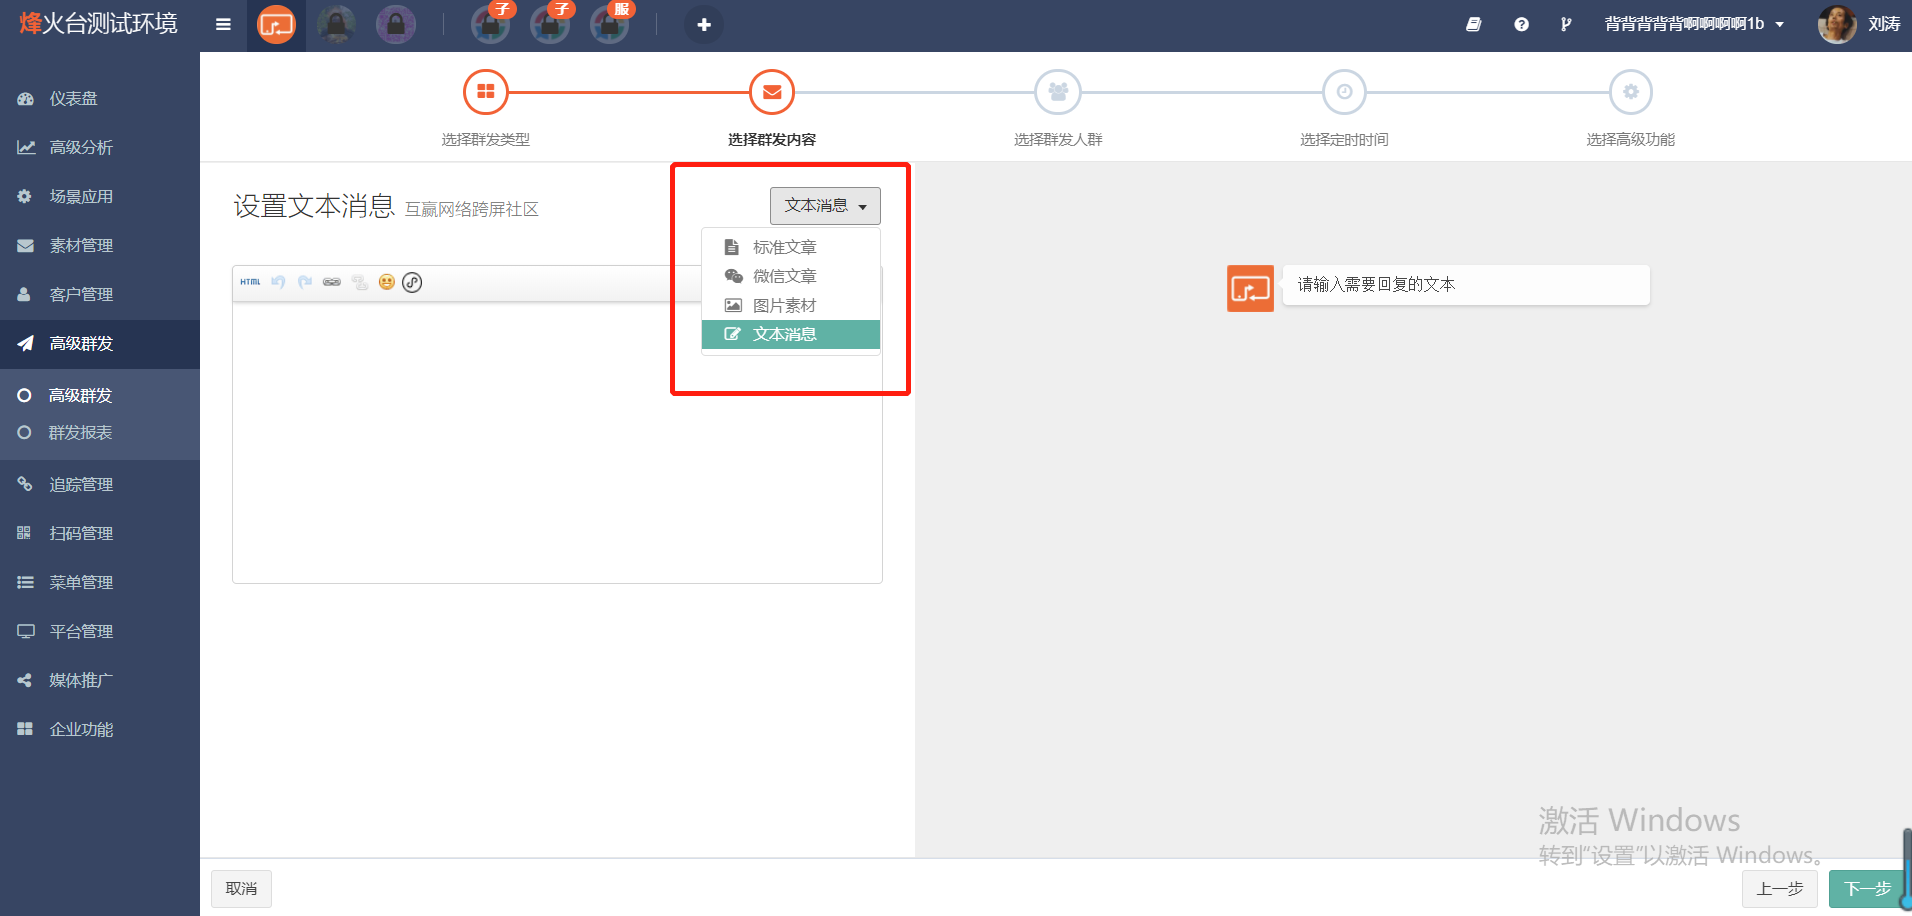 烽火台测试环境
子
子
服
背背背背背啊啊啊啊1b
刘涛
仪表盘
高级分析
场景应用
素材管理
客户管理
高级群发
高级群发
群发报表
追踪管理
扫码管理
菜单管理
平台管理
媒体推广
企业功能
选择群发类型
选择群发内容
选择群发人群
选择定时时间
选择高级功能
设置文本消息 互赢网络跨屏社区
文本消息
标准文章
微信文章
图片素材
文本消息
HTML
请输入需要回复的文本
激活 Windows
转到“设置”以激活 Windows。
取消
上一步
下一步